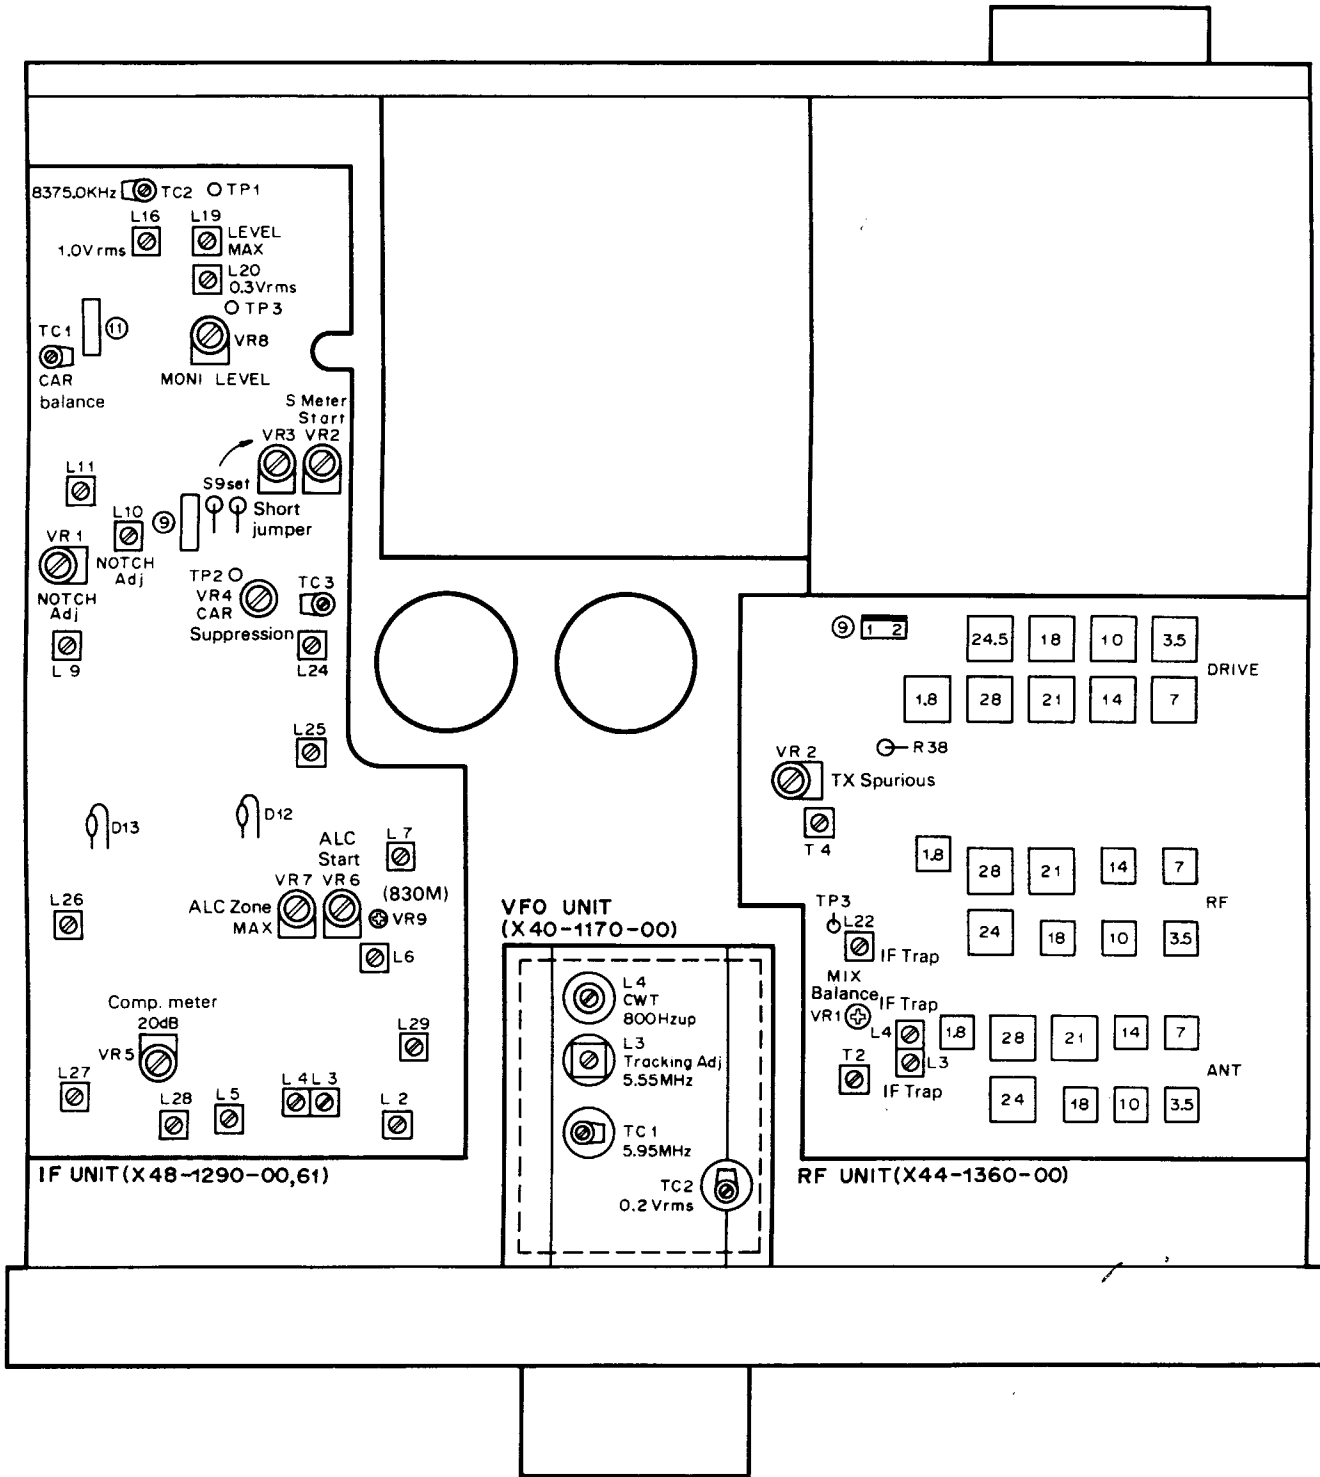 8375.0KHz TC2 TP1
L16 L19 LEVEL
MAX
1.0Vrms
L20
0.3Vrms
TP3
TC1 11 VR8
CAR
balance
MONI LEVEL
S Meter
Start
VR3 VR2
L11
S9set
Short
jumper
L10 9
VR1
NOTCH
Adj
NOTCH
Adj
TP2
VR4
CAR
Suppression
TC3
L9
L24
L25
D13
D12
ALC
Start
L7
VR7 VR6
(830M)
ALC Zone
MAX
VR9
L26
L6
Comp. meter
20dB
VR5
L29
L27
L28
L5
L4 L3
L2
IF UNIT(X48-1290-00,61)
VFO UNIT
(X40-1170-00)
L4
CWT
800Hzup
L3
Tracking Adj
5.55MHz
TC1
5.95MHz
TC2
0.2Vrms
9 1 2
24.5 18 10 3.5
DRIVE
1.8 28 21 14 7
R38
VR2
TX Spurious
T4
1.8 28 21 14 7
RF
24 18 10 3.5
TP3
L22
IF Trap
MIX
Balance
VR1
IF Trap
L4
L3
IF Trap
T2
1.8 28 21 14 7
ANT
24 18 10 3.5
RF UNIT(X44-1360-00)